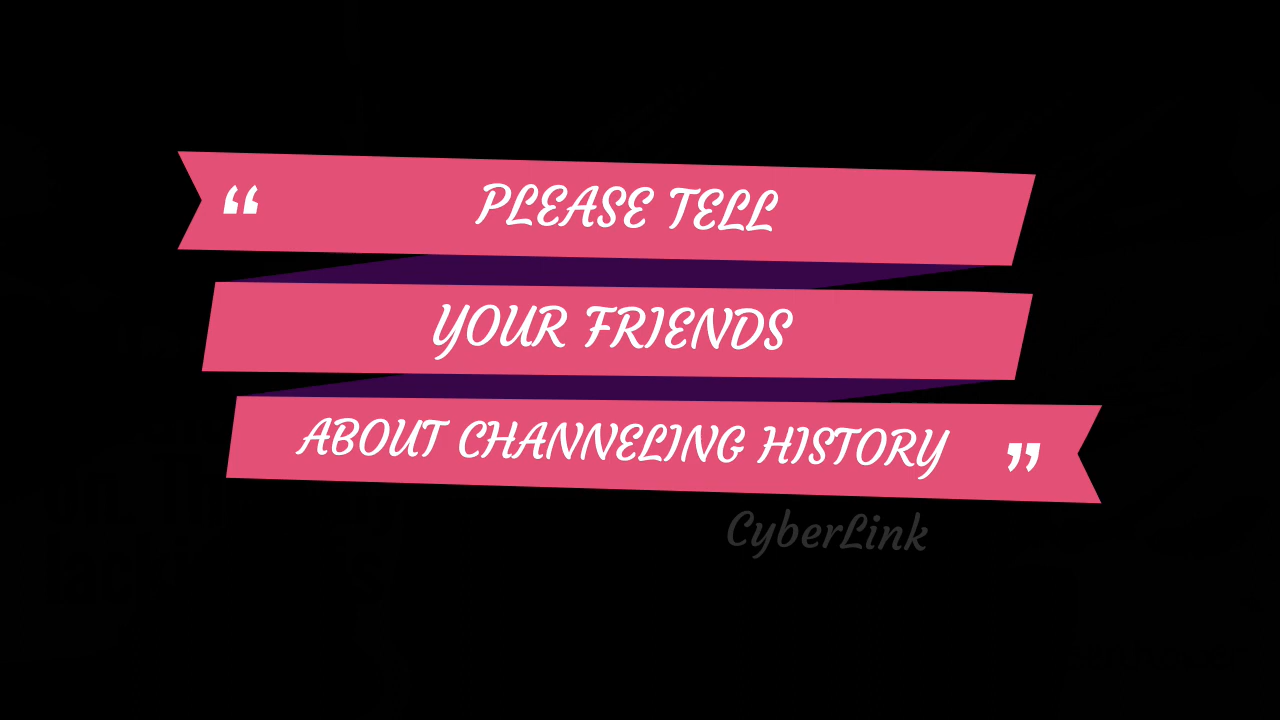 “ PLEASE TELL
YOUR FRIENDS
ABOUT CHANNELING HISTORY ”
CyberLink